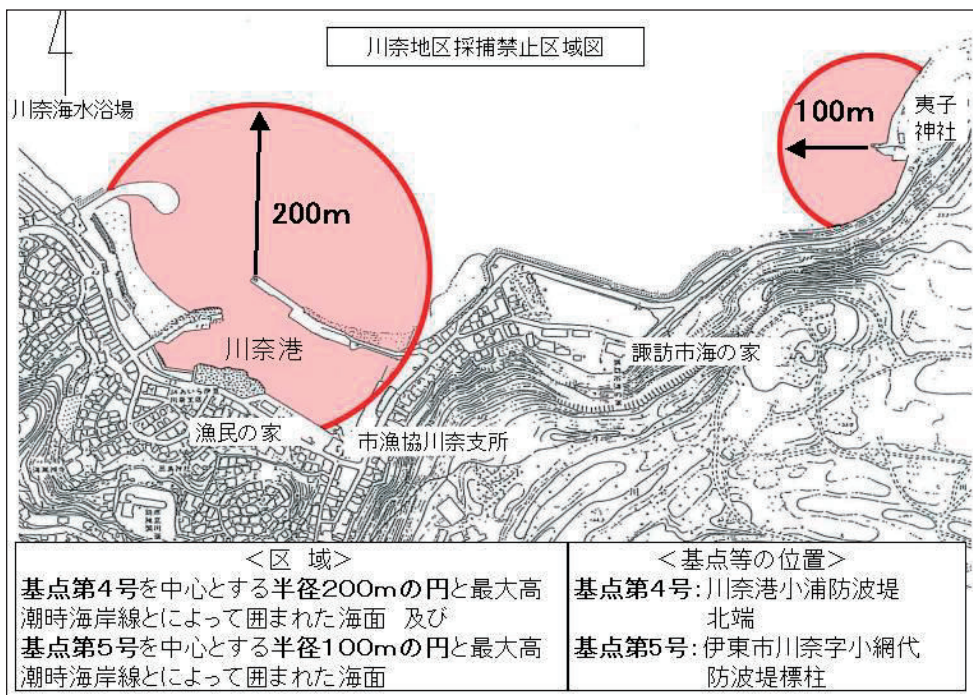 川奈地区採捕禁止区域図
川奈海水浴場
100m
夷子
神社
200m
川奈港
諏訪市海の家
漁民の家
市漁協川奈支所
<区 域>
基点第4号を中心とする半径200mの円と最大高
潮時海岸線とによって囲まれた海面 及び
基点第5号を中心とする半径100mの円と最大高
潮時海岸線とによって囲まれた海面
<基点等の位置>
基点第4号:川奈港小浦防波堤
北端
基点第5号:伊東市川奈字小網代
防波堤標柱